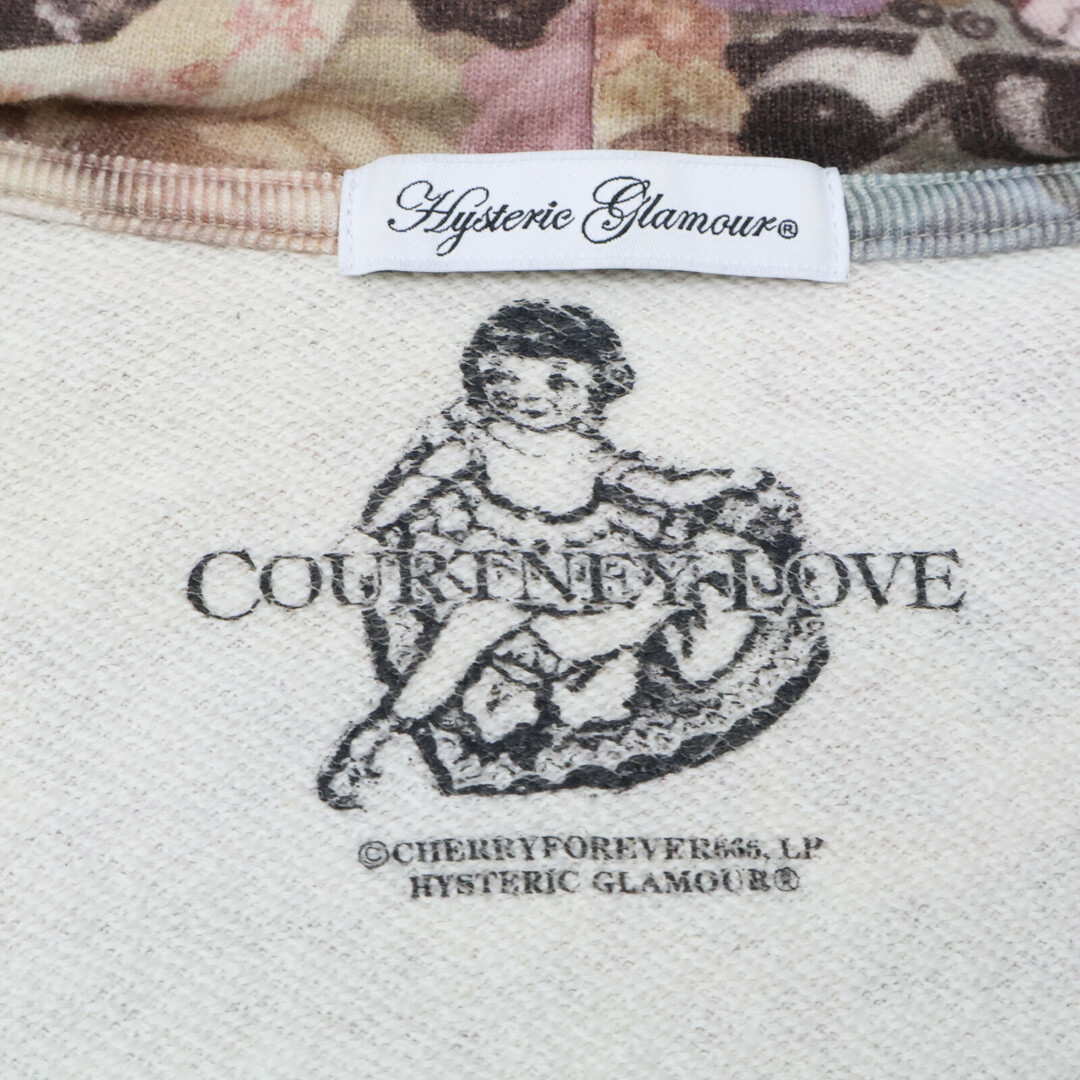 Hysteric Glamour®
COURTNEY LOVE
©CHERRYFOREVER666, LP
HYSTERIC GLAMOUR®